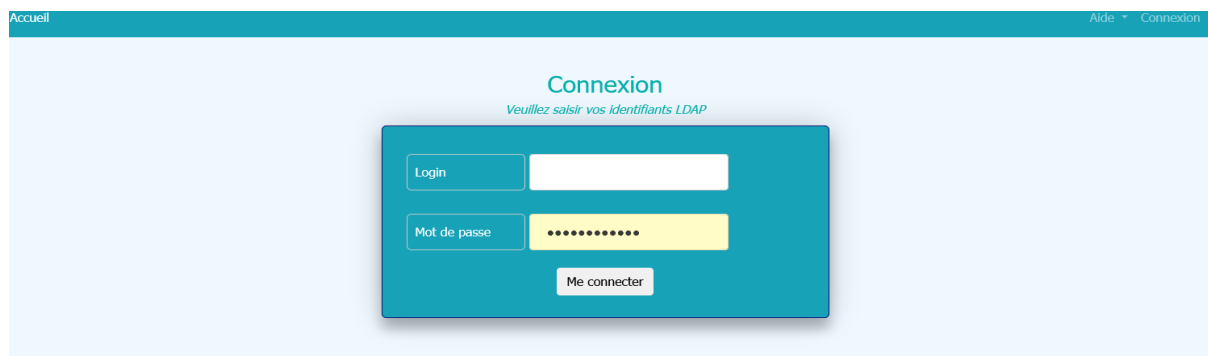 Accueil Aide Connexion
Connexion
Veuillez saisir vos identifiants LDAP
Login
Mot de passe ••••••••••••
Me connecter